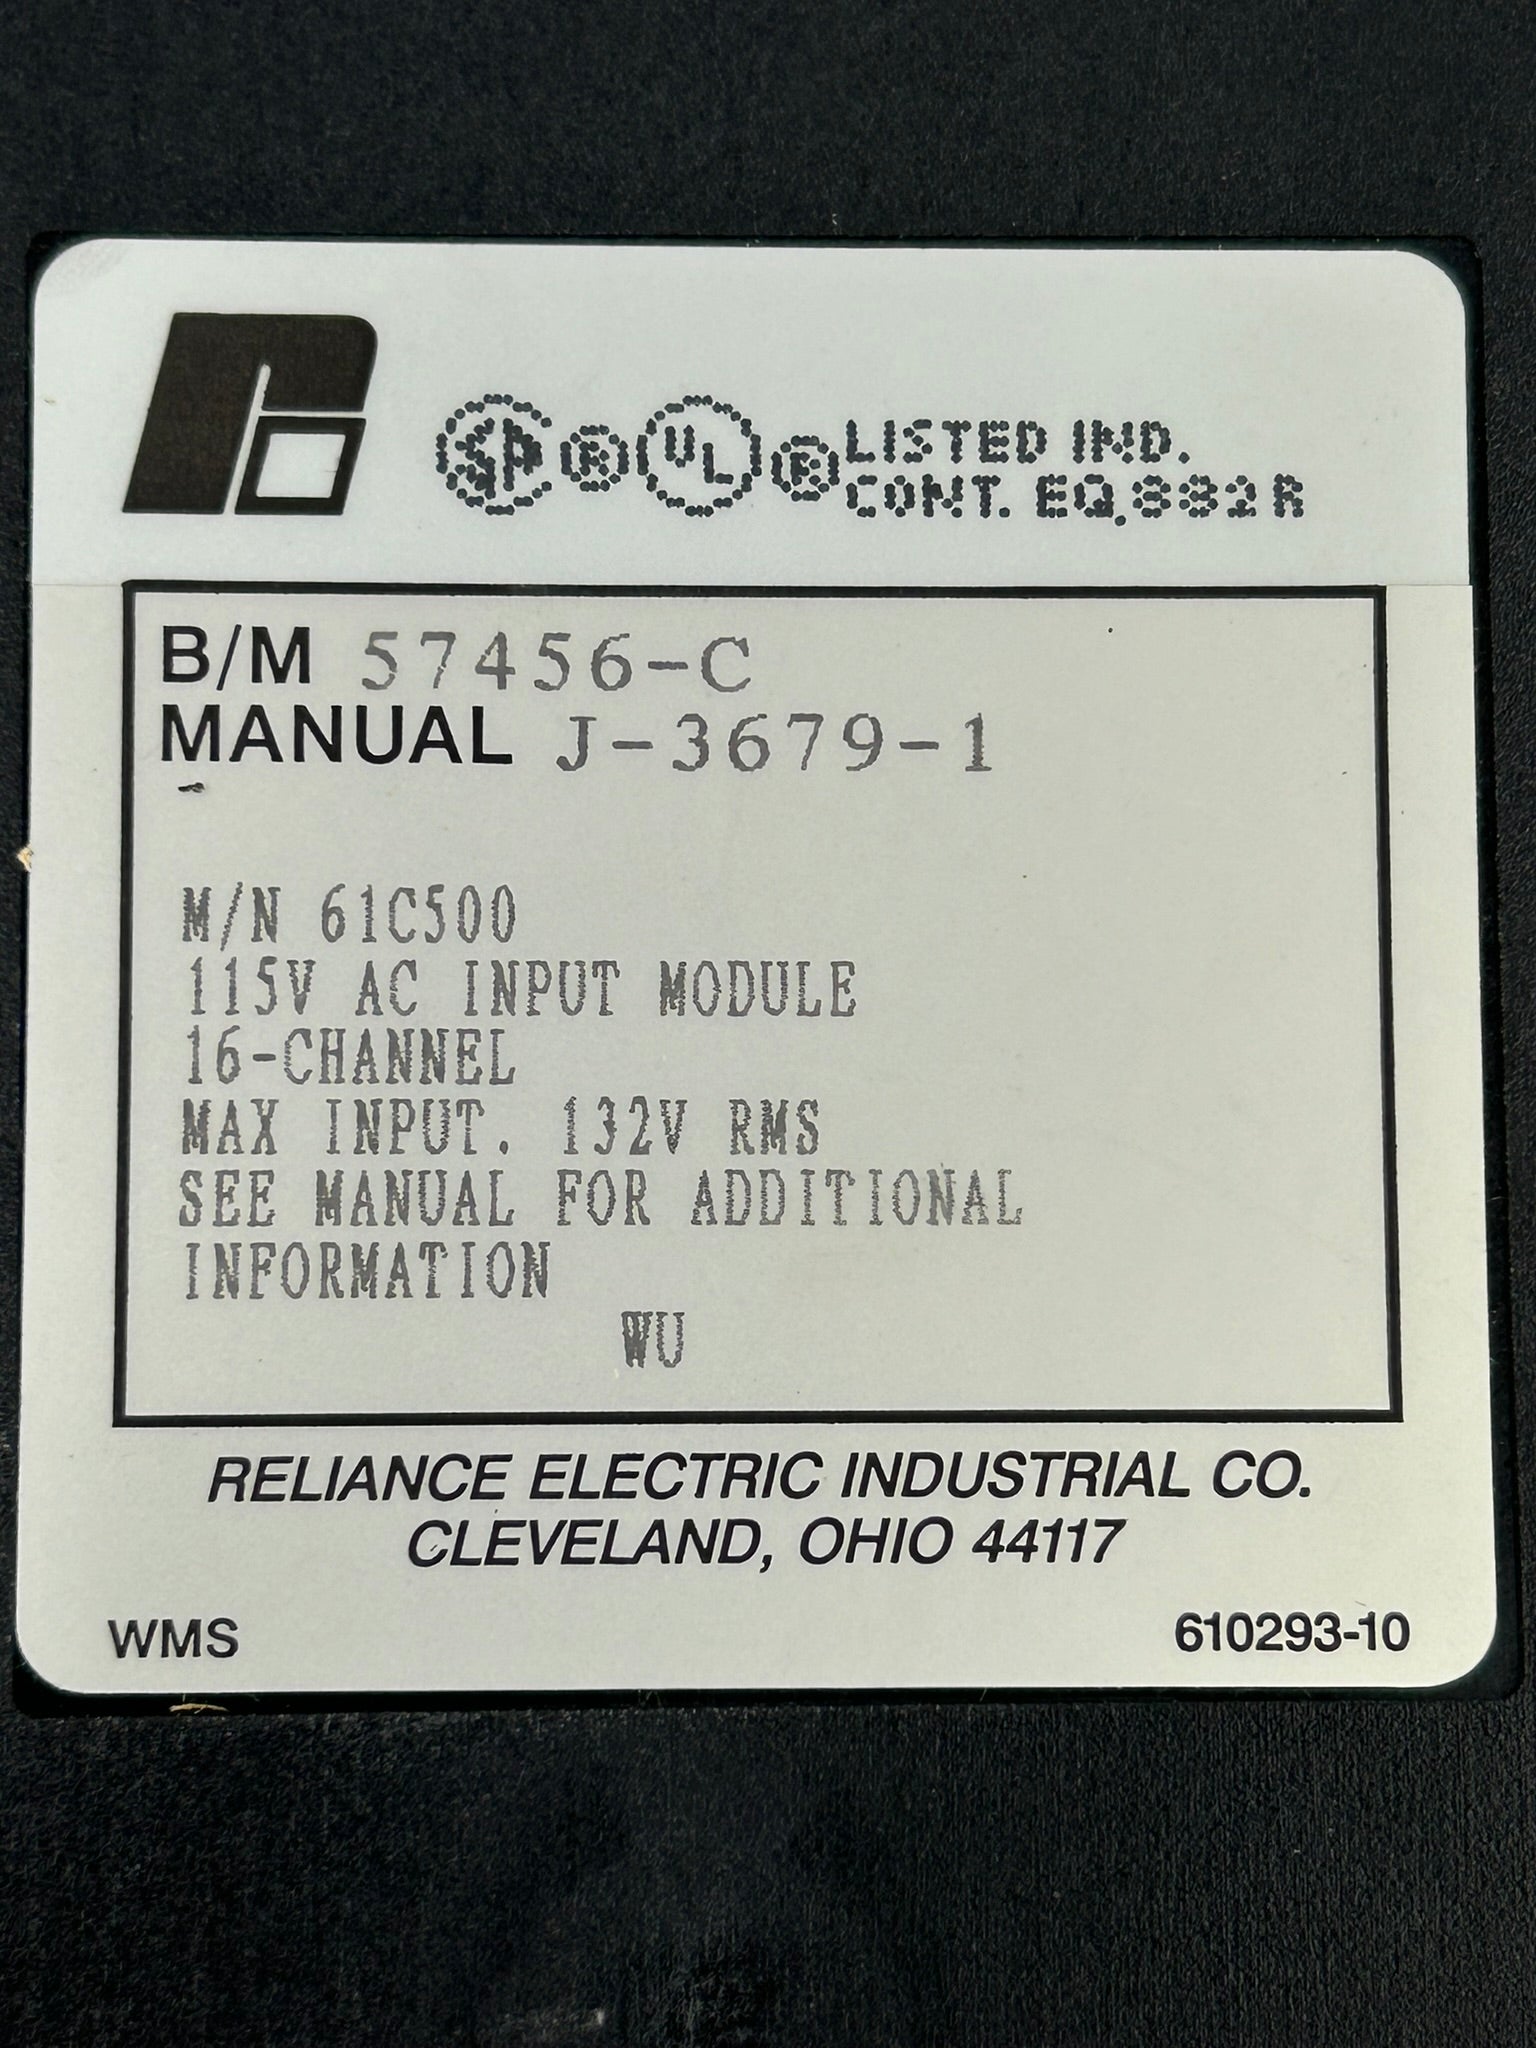 LISTED IND.
CONT. EQ. 882R
B/M 57456-C
MANUAL J-3679-1
M/N 61C500
115V AC INPUT MODULE
16-CHANNEL
MAX INPUT. 132V RMS
SEE MANUAL FOR ADDITIONAL
INFORMATION
WU
RELIANCE ELECTRIC INDUSTRIAL CO.
CLEVELAND, OHIO 44117
WMS 610293-10